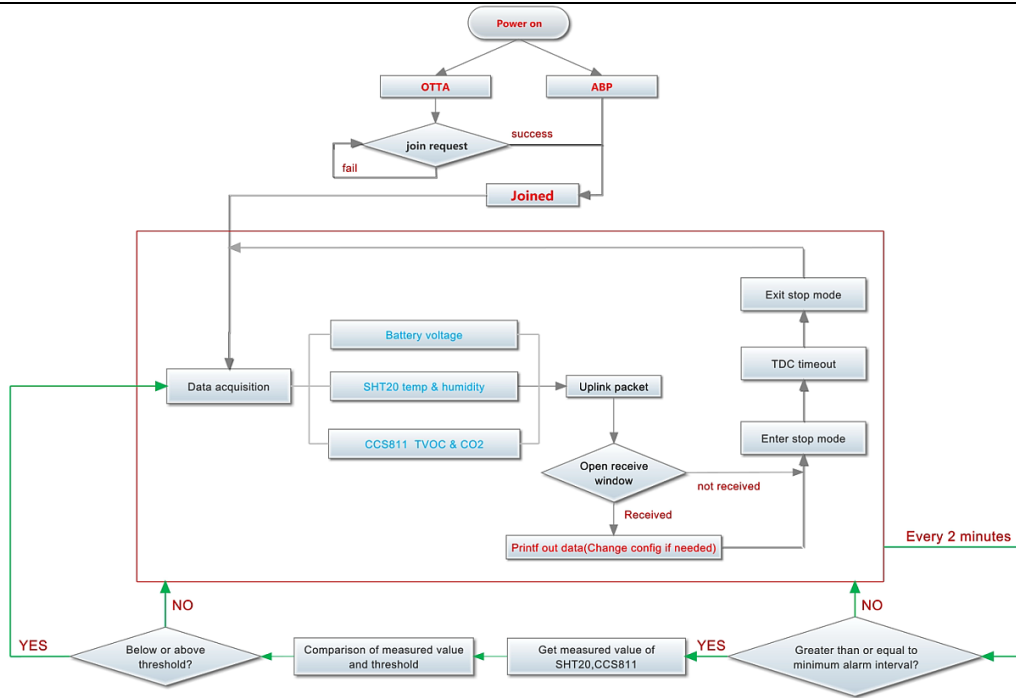 Power on
OTTA
ABP
join request
success
fail
Joined
Exit stop mode
Battery voltage
TDC timeout
Data acquisition
SHT20 temp & humidity
Uplink packet
Enter stop mode
CCS811 TVOC & CO2
Open receive
window
not received
Received
Printf out data(Change config if needed)
Every 2 minutes
NO
NO
YES
Below or above
threshold?
Comparison of measured value
and threshold
Get measured value of
SHT20,CCS811
YES
Greater than or equal to
minimum alarm interval?